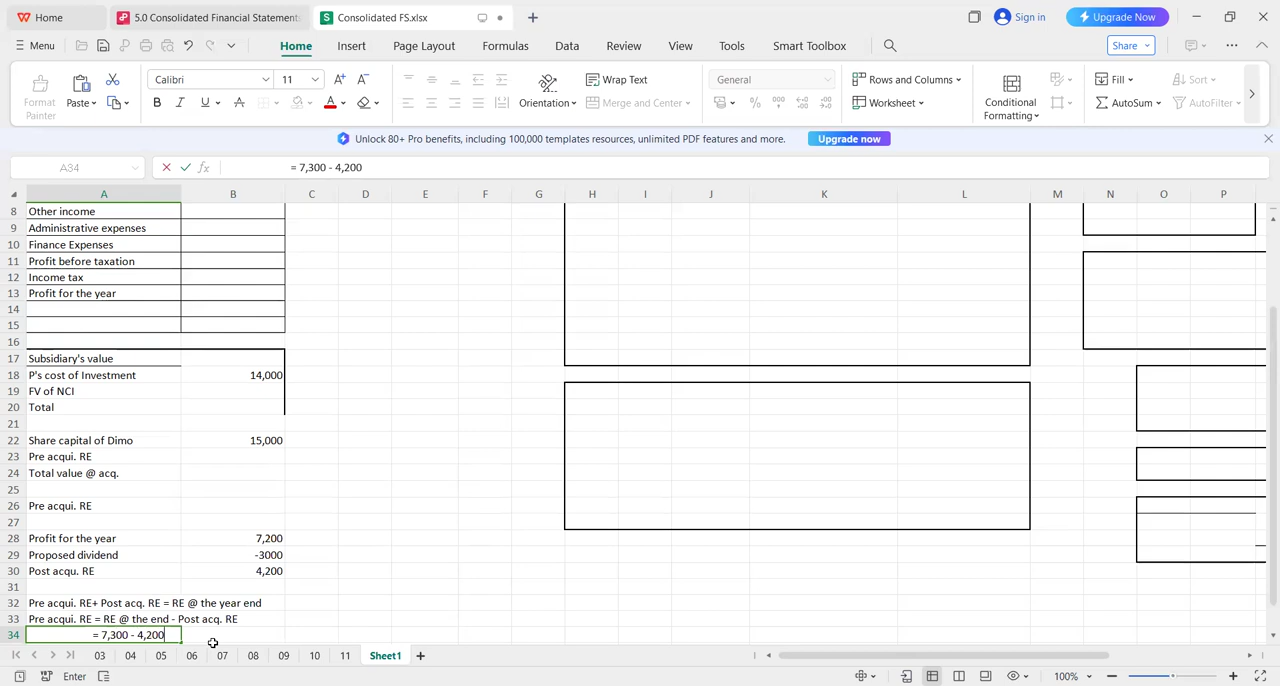 Home 5.0 Consolidated Financial Statements Consolidated FS.xlsx Sign in Upgrade Now
Menu Home Insert Page Layout Formulas Data Review View Tools Smart Toolbox Share
Format Painter Paste Calibri 11 Wrap Text General Rows and Columns Fill Sort
Orientation Merge and Center Worksheet Conditional Formatting AutoSum AutoFilter
Unlock 80+ Pro benefits, including 100,000 templates resources, unlimited PDF features and more. Upgrade now
A34 fx = 7,300 - 4,200
A B C D E F G H I J K L M N O P
8 Other income
9 Administrative expenses
10 Finance Expenses
11 Profit before taxation
12 Income tax
13 Profit for the year
14
15
16
17 Subsidiary's value
18 P's cost of Investment 14,000
19 FV of NCI
20 Total
21
22 Share capital of Dimo 15,000
23 Pre acqui. RE
24 Total value @ acq.
25
26 Pre acqui. RE
27
28 Profit for the year 7,200
29 Proposed dividend -3000
30 Post acqu. RE 4,200
31
32 Pre acqui. RE+ Post acq. RE = RE @ the year end
33 Pre acqui. RE = RE @ the end - Post acq. RE
34 = 7,300 - 4,200
03 04 05 06 07 08 09 10 11 Sheet1
Enter 100%